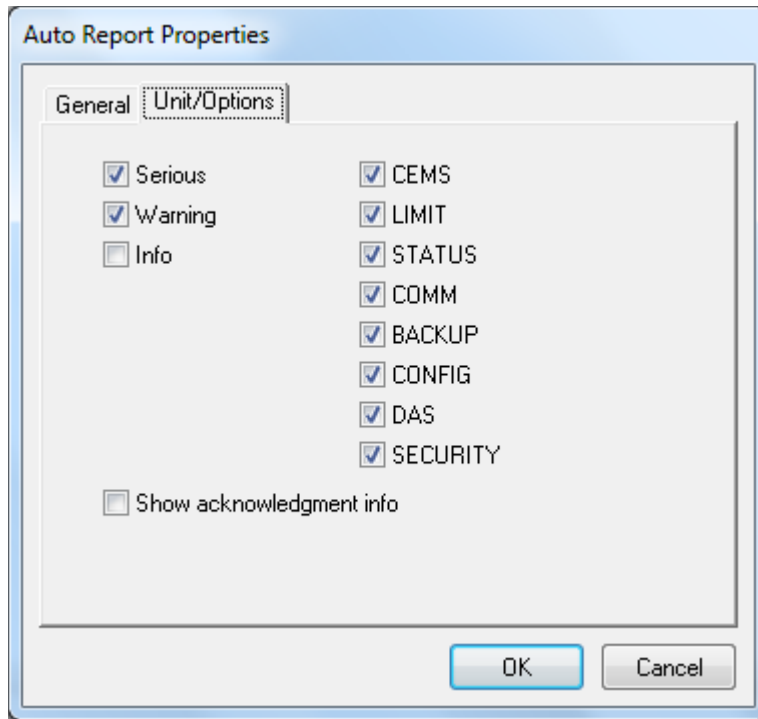 Auto Report Properties
General Unit/Options
Serious CEMS
Warning LIMIT
Info STATUS
COMM
BACKUP
CONFIG
DAS
SECURITY
Show acknowledgment info
OK Cancel